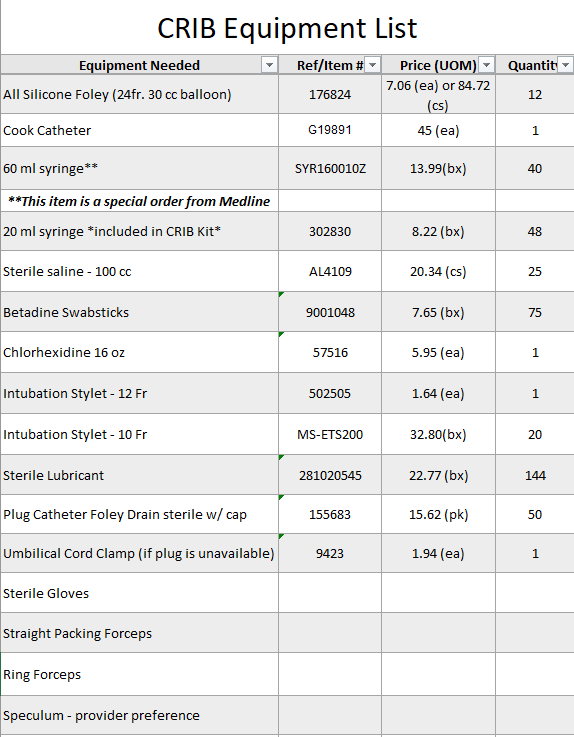 CRIB Equipment List
Equipment Needed Ref/Item # Price (UOM) Quantity
All Silicone Foley (24fr. 30 cc balloon) 176824 7.06 (ea) or 84.72 (cs) 12
Cook Catheter G19891 45 (ea) 1
60 ml syringe** SYR160010Z 13.99(bx) 40
**This item is a special order from Medline
20 ml syringe *included in CRIB Kit* 302830 8.22 (bx) 48
Sterile saline - 100 cc AL4109 20.34 (cs) 25
Betadine Swabsticks 9001048 7.65 (bx) 75
Chlorhexidine 16 oz 57516 5.95 (ea) 1
Intubation Stylet - 12 Fr 502505 1.64 (ea) 1
Intubation Stylet - 10 Fr MS-ETS200 32.80(bx) 20
Sterile Lubricant 281020545 22.77 (bx) 144
Plug Catheter Foley Drain sterile w/ cap 155683 15.62 (pk) 50
Umbilical Cord Clamp (if plug is unavailable) 9423 1.94 (ea) 1
Sterile Gloves
Straight Packing Forceps
Ring Forceps
Speculum - provider preference